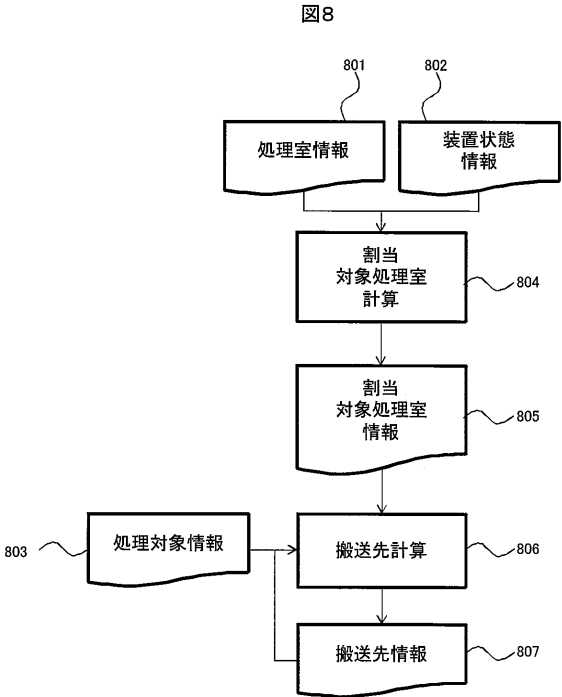 図8
801
802
処理室情報
装置状態
情報
割当
対象処理室
計算
804
割当
対象処理室
情報
805
803
処理対象情報
搬送先計算
806
搬送先情報
807